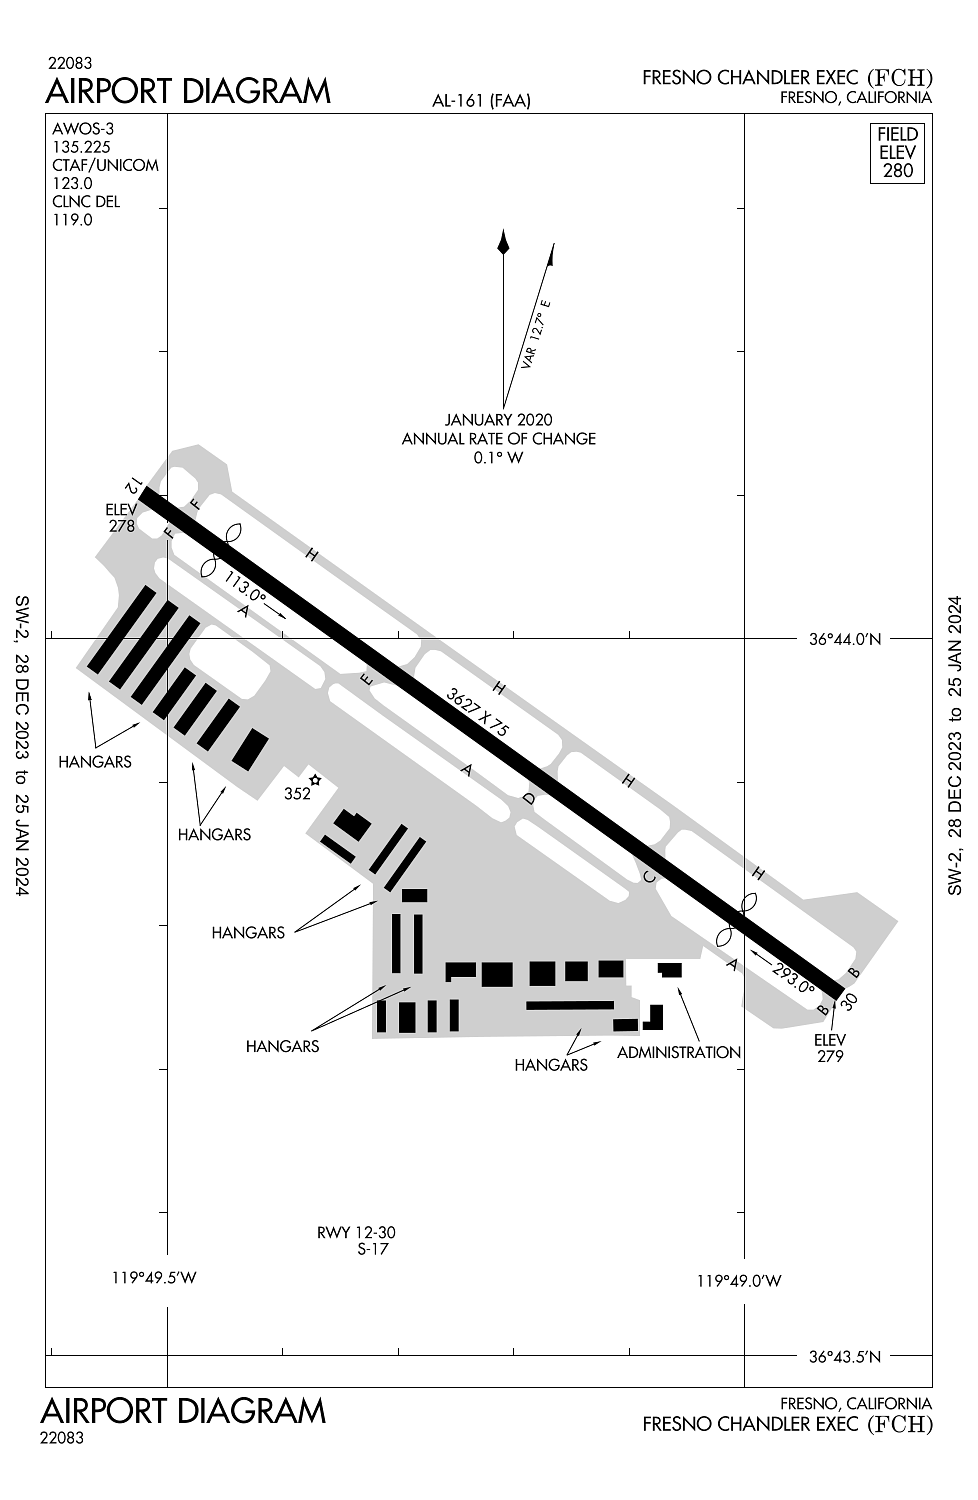 22083
AIRPORT DIAGRAM
AL-161 (FAA)
FRESNO CHANDLER EXEC (FCH)
FRESNO, CALIFORNIA
AWOS-3
135.225
CTAF/UNICOM
123.0
CLNC DEL
119.0
FIELD
ELEV
280
VAR 12.7° E
JANUARY 2020
ANNUAL RATE OF CHANGE
0.1° W
12
ELEV
278
F
F
H
113.0°
A
36°44.0'N
E
H
3627 X 75
HANGARS
A
H
D
352
HANGARS
C
H
HANGARS
A
293.0°
B
B
30
HANGARS
HANGARS
ADMINISTRATION
ELEV
279
RWY 12-30
S-17
119°49.5'W
119°49.0'W
36°43.5'N
SW-2, 28 DEC 2023 to 25 JAN 2024
SW-2, 28 DEC 2023 to 25 JAN 2024
AIRPORT DIAGRAM
22083
FRESNO, CALIFORNIA
FRESNO CHANDLER EXEC (FCH)